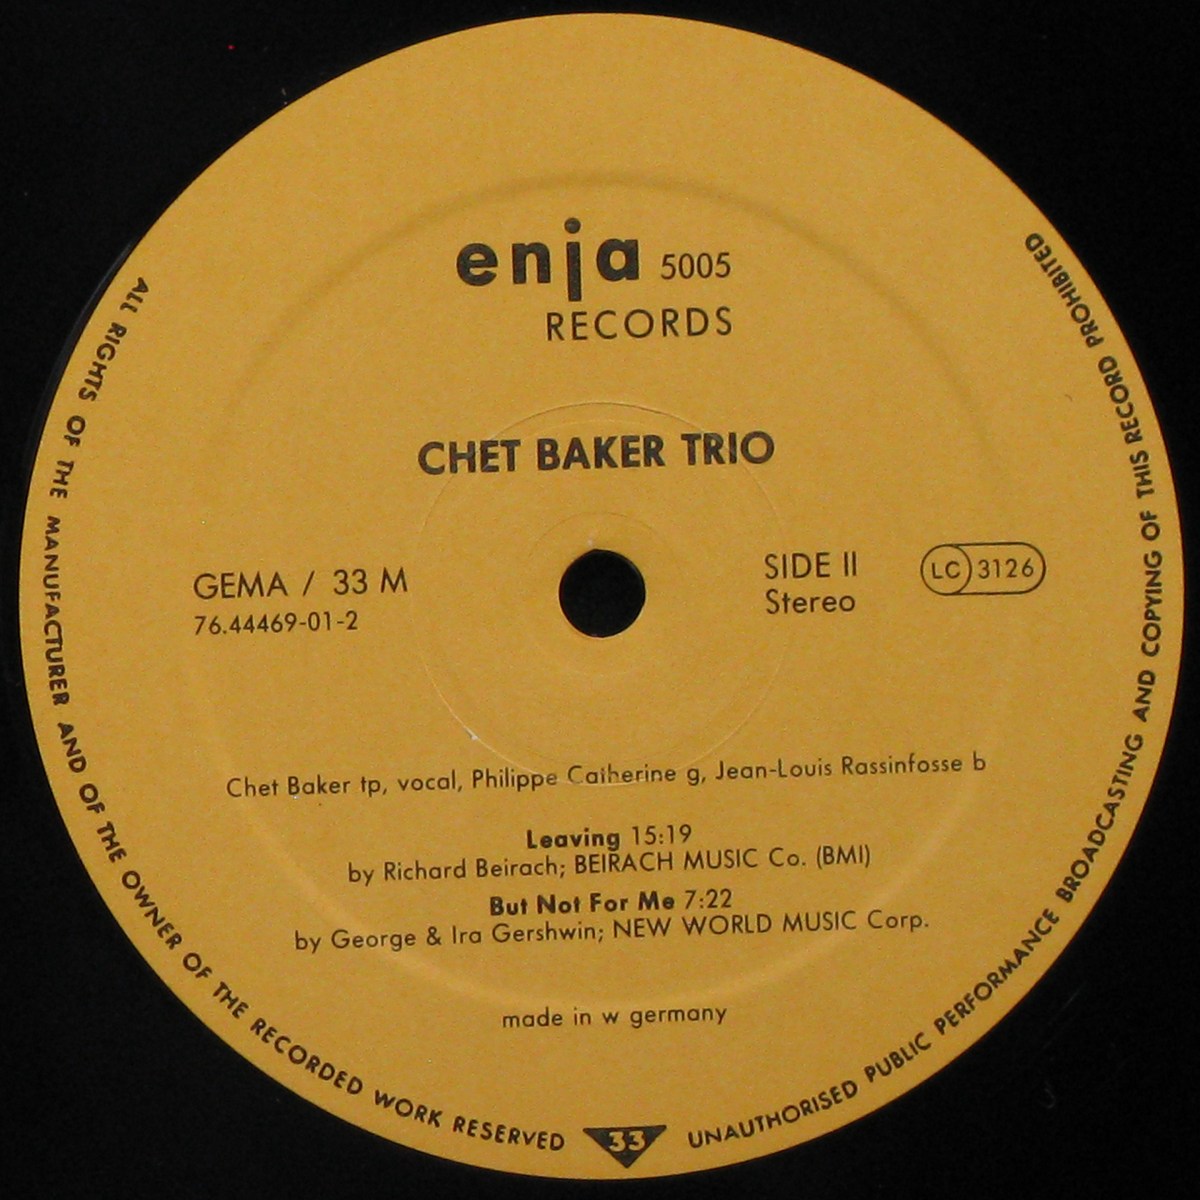 enja 5005
RECORDS
CHET BAKER TRIO
GEMA / 33 M
76.44469-01-2
SIDE II
Stereo
LC 3126
Chet Baker tp, vocal, Philippe Catherine g, Jean-Louis Rassinfosse b
Leaving 15:19
by Richard Beirach; BEIRACH MUSIC Co. (BMI)
But Not For Me 7:22
by George & Ira Gershwin; NEW WORLD MUSIC Corp.
made in w germany
ALL RIGHTS OF THE MANUFACTURER AND OF THE OWNER OF THE RECORDED WORK RESERVED
33
UNAUTHORISED PUBLIC PERFORMANCE BROADCASTING AND COPYING OF THIS RECORD PROHIBITED